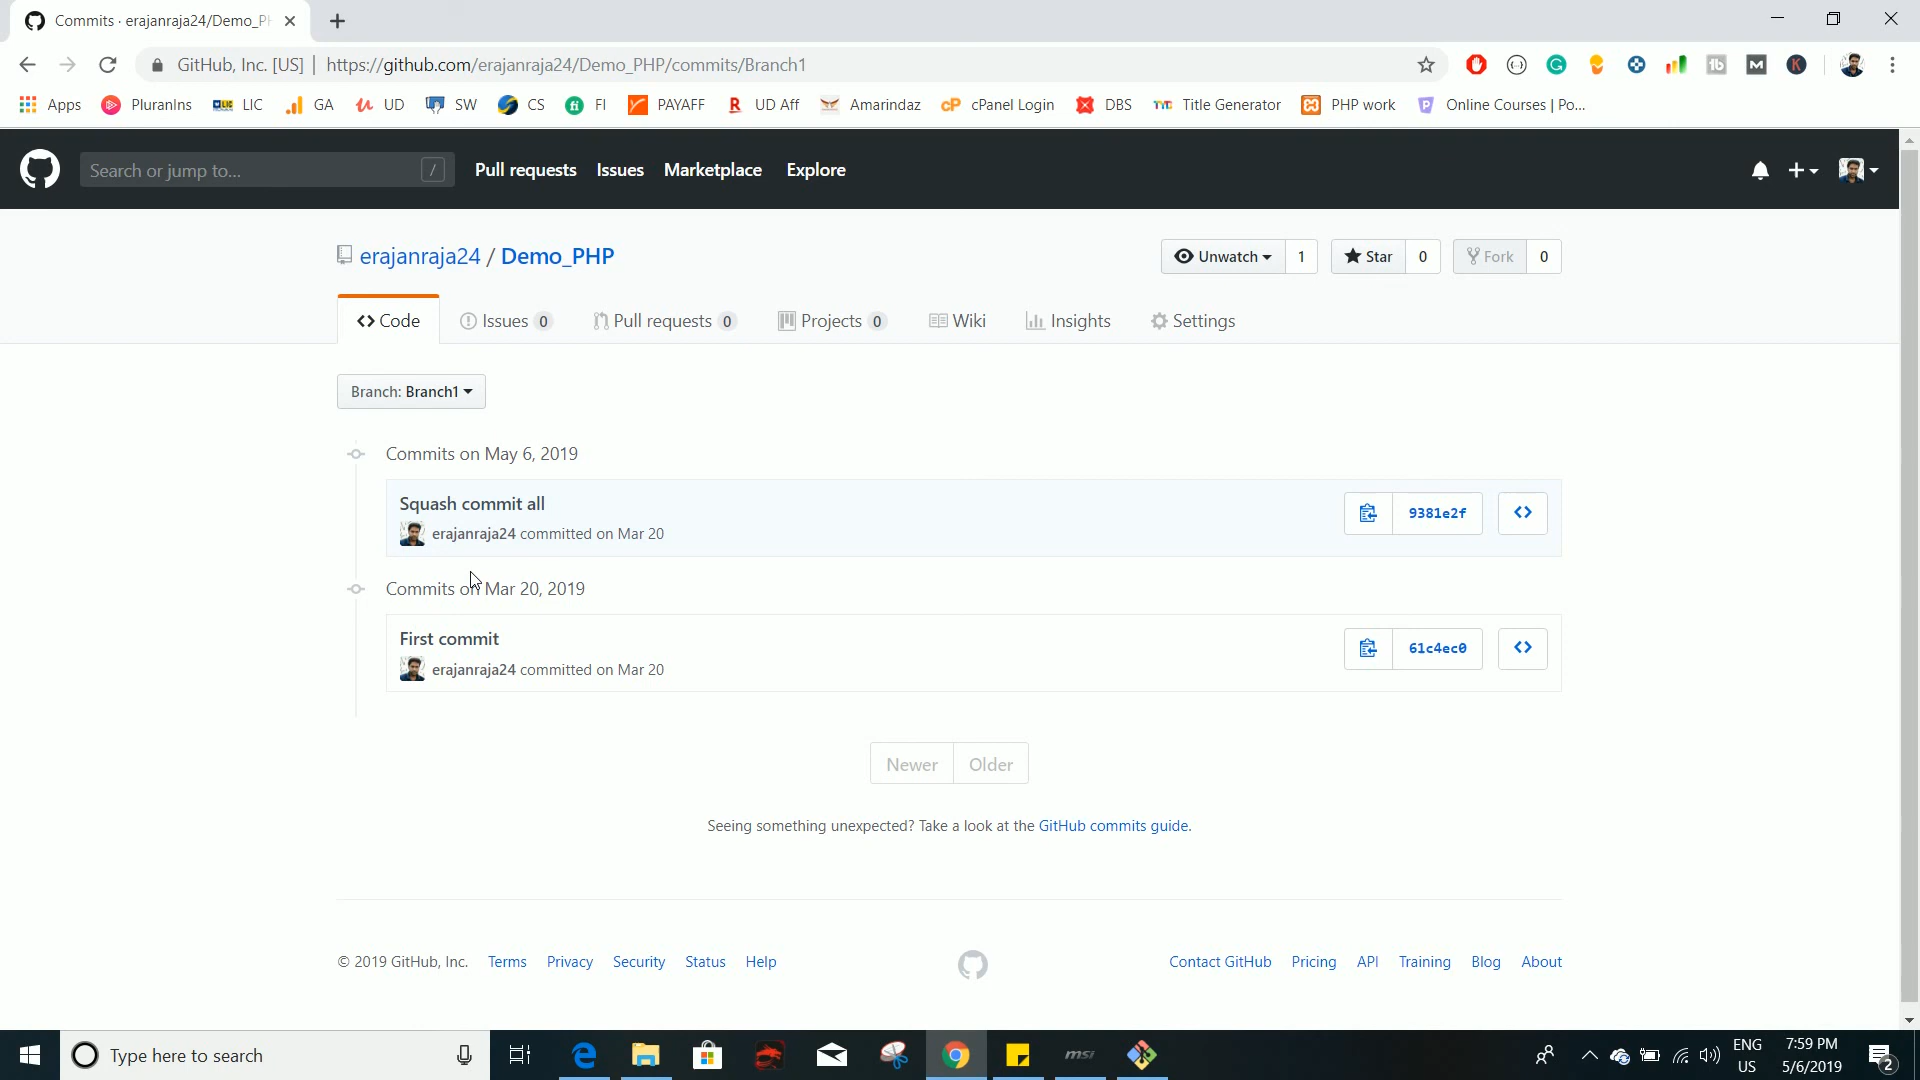 Commits · erajanraja24/Demo_P
GitHub, Inc. [US] | https://github.com/erajanraja24/Demo_PHP/commits/Branch1
Apps PluranIns LIC GA UD SW CS FI PAYAFF UD Aff Amarindaz cPanel Login DBS Title Generator PHP work Online Courses | Po...
Search or jump to... / Pull requests Issues Marketplace Explore
erajanraja24 / Demo_PHP
Unwatch 1 Star 0 Fork 0
Code Issues 0 Pull requests 0 Projects 0 Wiki Insights Settings
Branch: Branch1
Commits on May 6, 2019
Squash commit all
erajanraja24 committed on Mar 20
9381e2f
Commits on Mar 20, 2019
First commit
erajanraja24 committed on Mar 20
61c4ec0
Newer Older
Seeing something unexpected? Take a look at the GitHub commits guide.
© 2019 GitHub, Inc. Terms Privacy Security Status Help
Contact GitHub Pricing API Training Blog About
Type here to search
msi
ENG
US
7:59 PM
5/6/2019
2